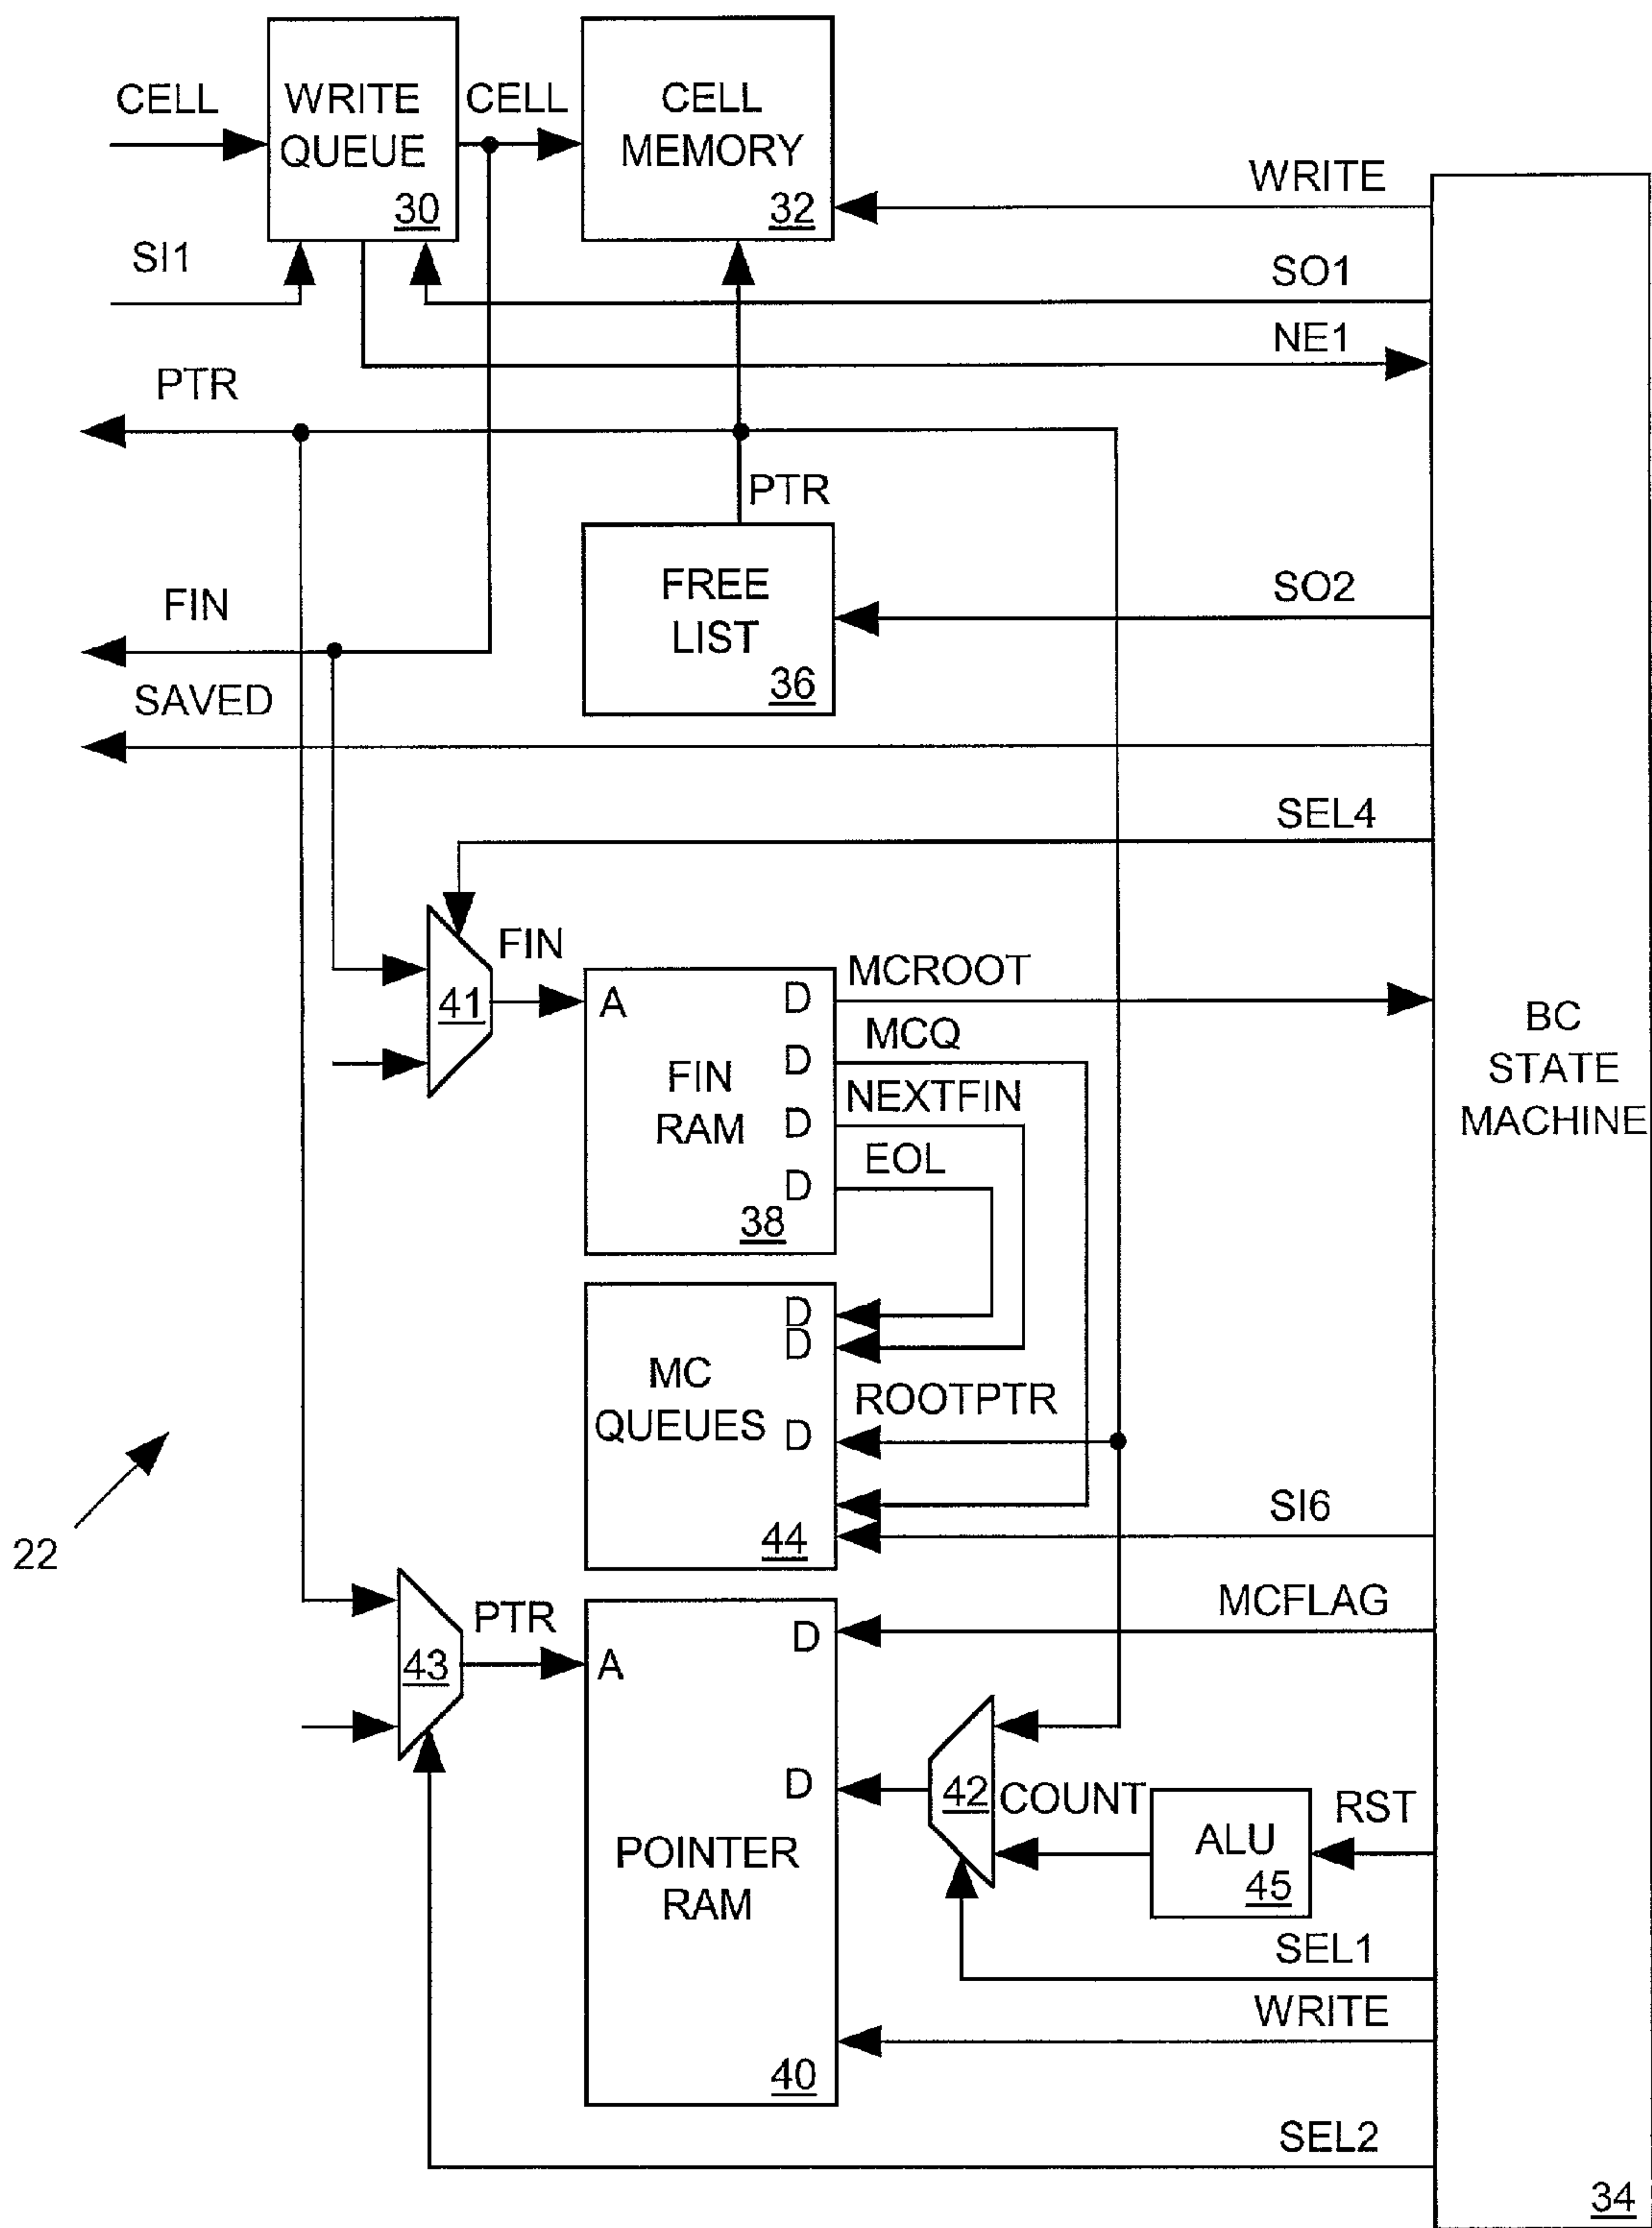 CELL
WRITE
QUEUE
30
CELL
CELL
MEMORY
32
WRITE
SI1
SO1
NE1
PTR
PTR
FREE
LIST
36
SO2
FIN
SAVED
SEL4
FIN
41
A
D
D
D
D
FIN
RAM
38
MCROOT
MCQ
NEXTFIN
EOL
BC
STATE
MACHINE
D
D
MC
QUEUES
D
44
ROOTPTR
SI6
22
MCFLAG
PTR
43
A
D
D
POINTER
RAM
40
42
COUNT
ALU
45
RST
SEL1
WRITE
SEL2
34